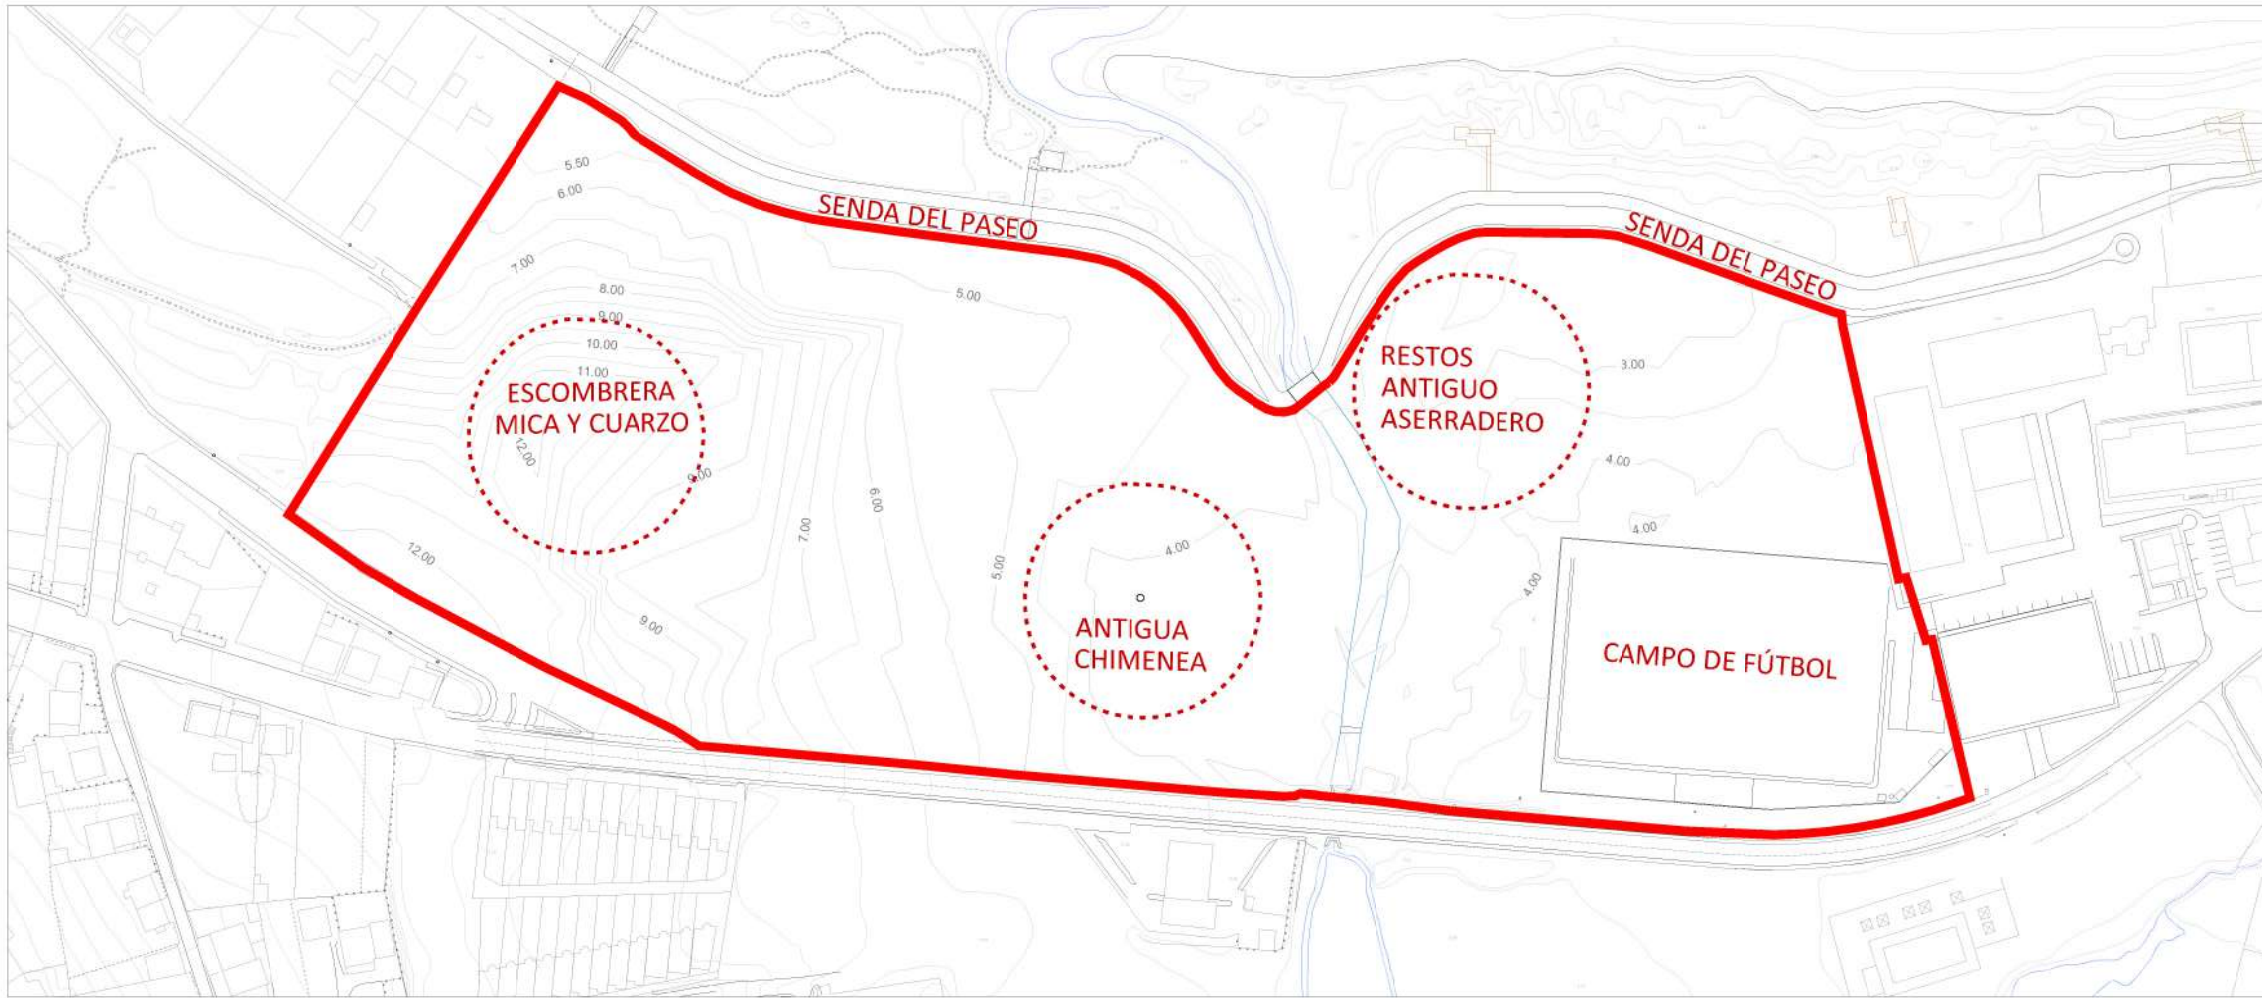 5.50
6.00
SENDA DEL PASEO
SENDA DEL PASEO
7.00
8.00
5.00
9.00
10.00
11.00
3.00
ESCOMBRERA
MICA Y CUARZO
RESTOS
ANTIGUO
ASERRADERO
12.00
9.00
4.00
6.00
7.00
4.00
12.00
4.00
5.00
4.00
9.00
ANTIGUA
CHIMENEA
CAMPO DE FÚTBOL